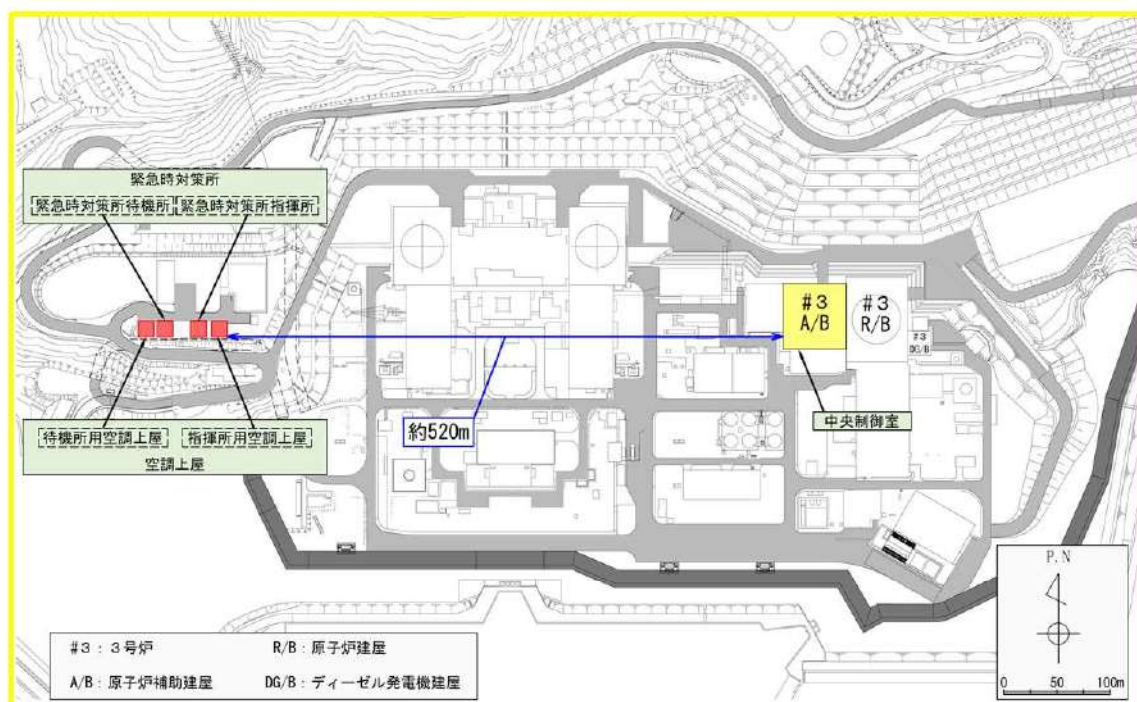 緊急時対策所
緊急時対策所待機所
緊急時対策所指揮所
待機所用空調上屋
指揮所用空調上屋
空調上屋
約520m
#3
A/B
#3
R/B
#3
DG/B
中央制御室
P.N
0 50 100m
#3：3号炉
R/B：原子炉建屋
A/B：原子炉補助建屋
DG/B：ディーゼル発電機建屋